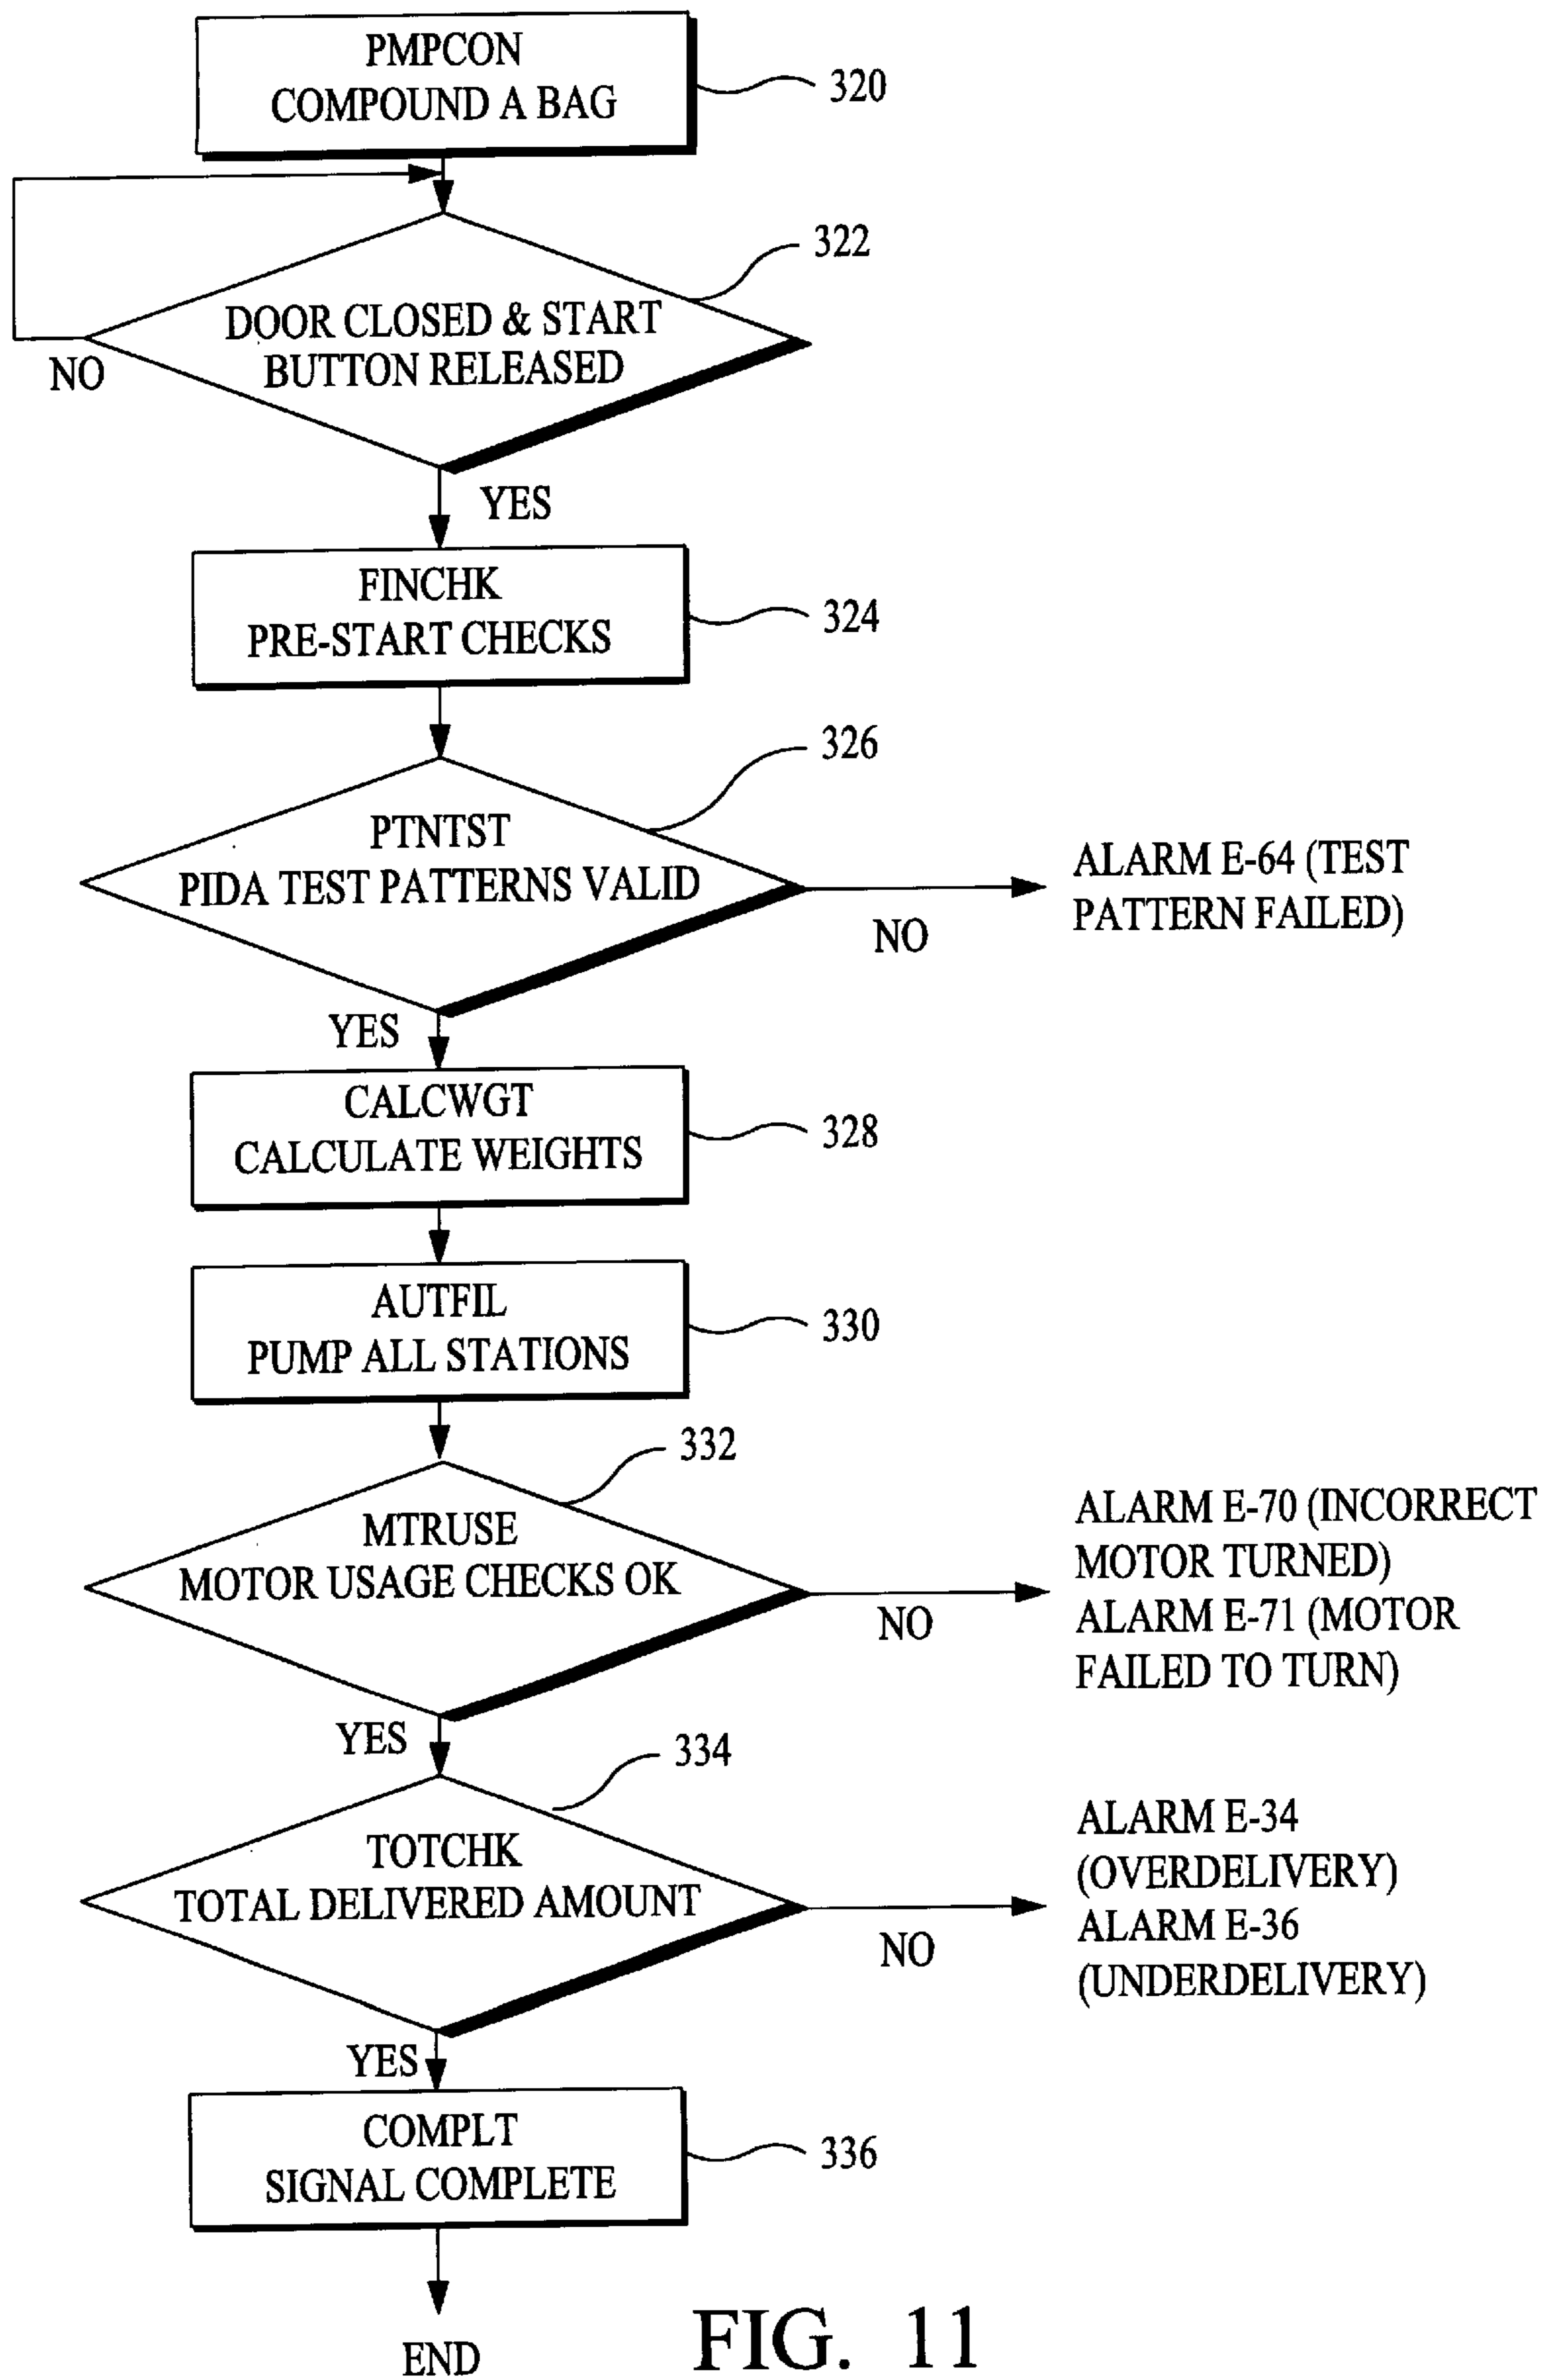 PMPCON
COMPOUND A BAG
320
322
DOOR CLOSED & START
BUTTON RELEASED
NO
YES
FINCHK
PRE-START CHECKS
324
326
PTNTST
PIDA TEST PATTERNS VALID
ALARM E-64 (TEST
PATTERN FAILED)
NO
YES
CALCWGT
CALCULATE WEIGHTS
328
AUTFIL
PUMP ALL STATIONS
330
332
MTRUSE
MOTOR USAGE CHECKS OK
ALARM E-70 (INCORRECT
MOTOR TURNED)
ALARM E-71 (MOTOR
FAILED TO TURN)
NO
YES
334
TOTCHK
TOTAL DELIVERED AMOUNT
ALARM E-34
(OVERDELIVERY)
ALARM E-36
(UNDERDELIVERY)
NO
YES
COMPLT
SIGNAL COMPLETE
336
END
FIG. 11